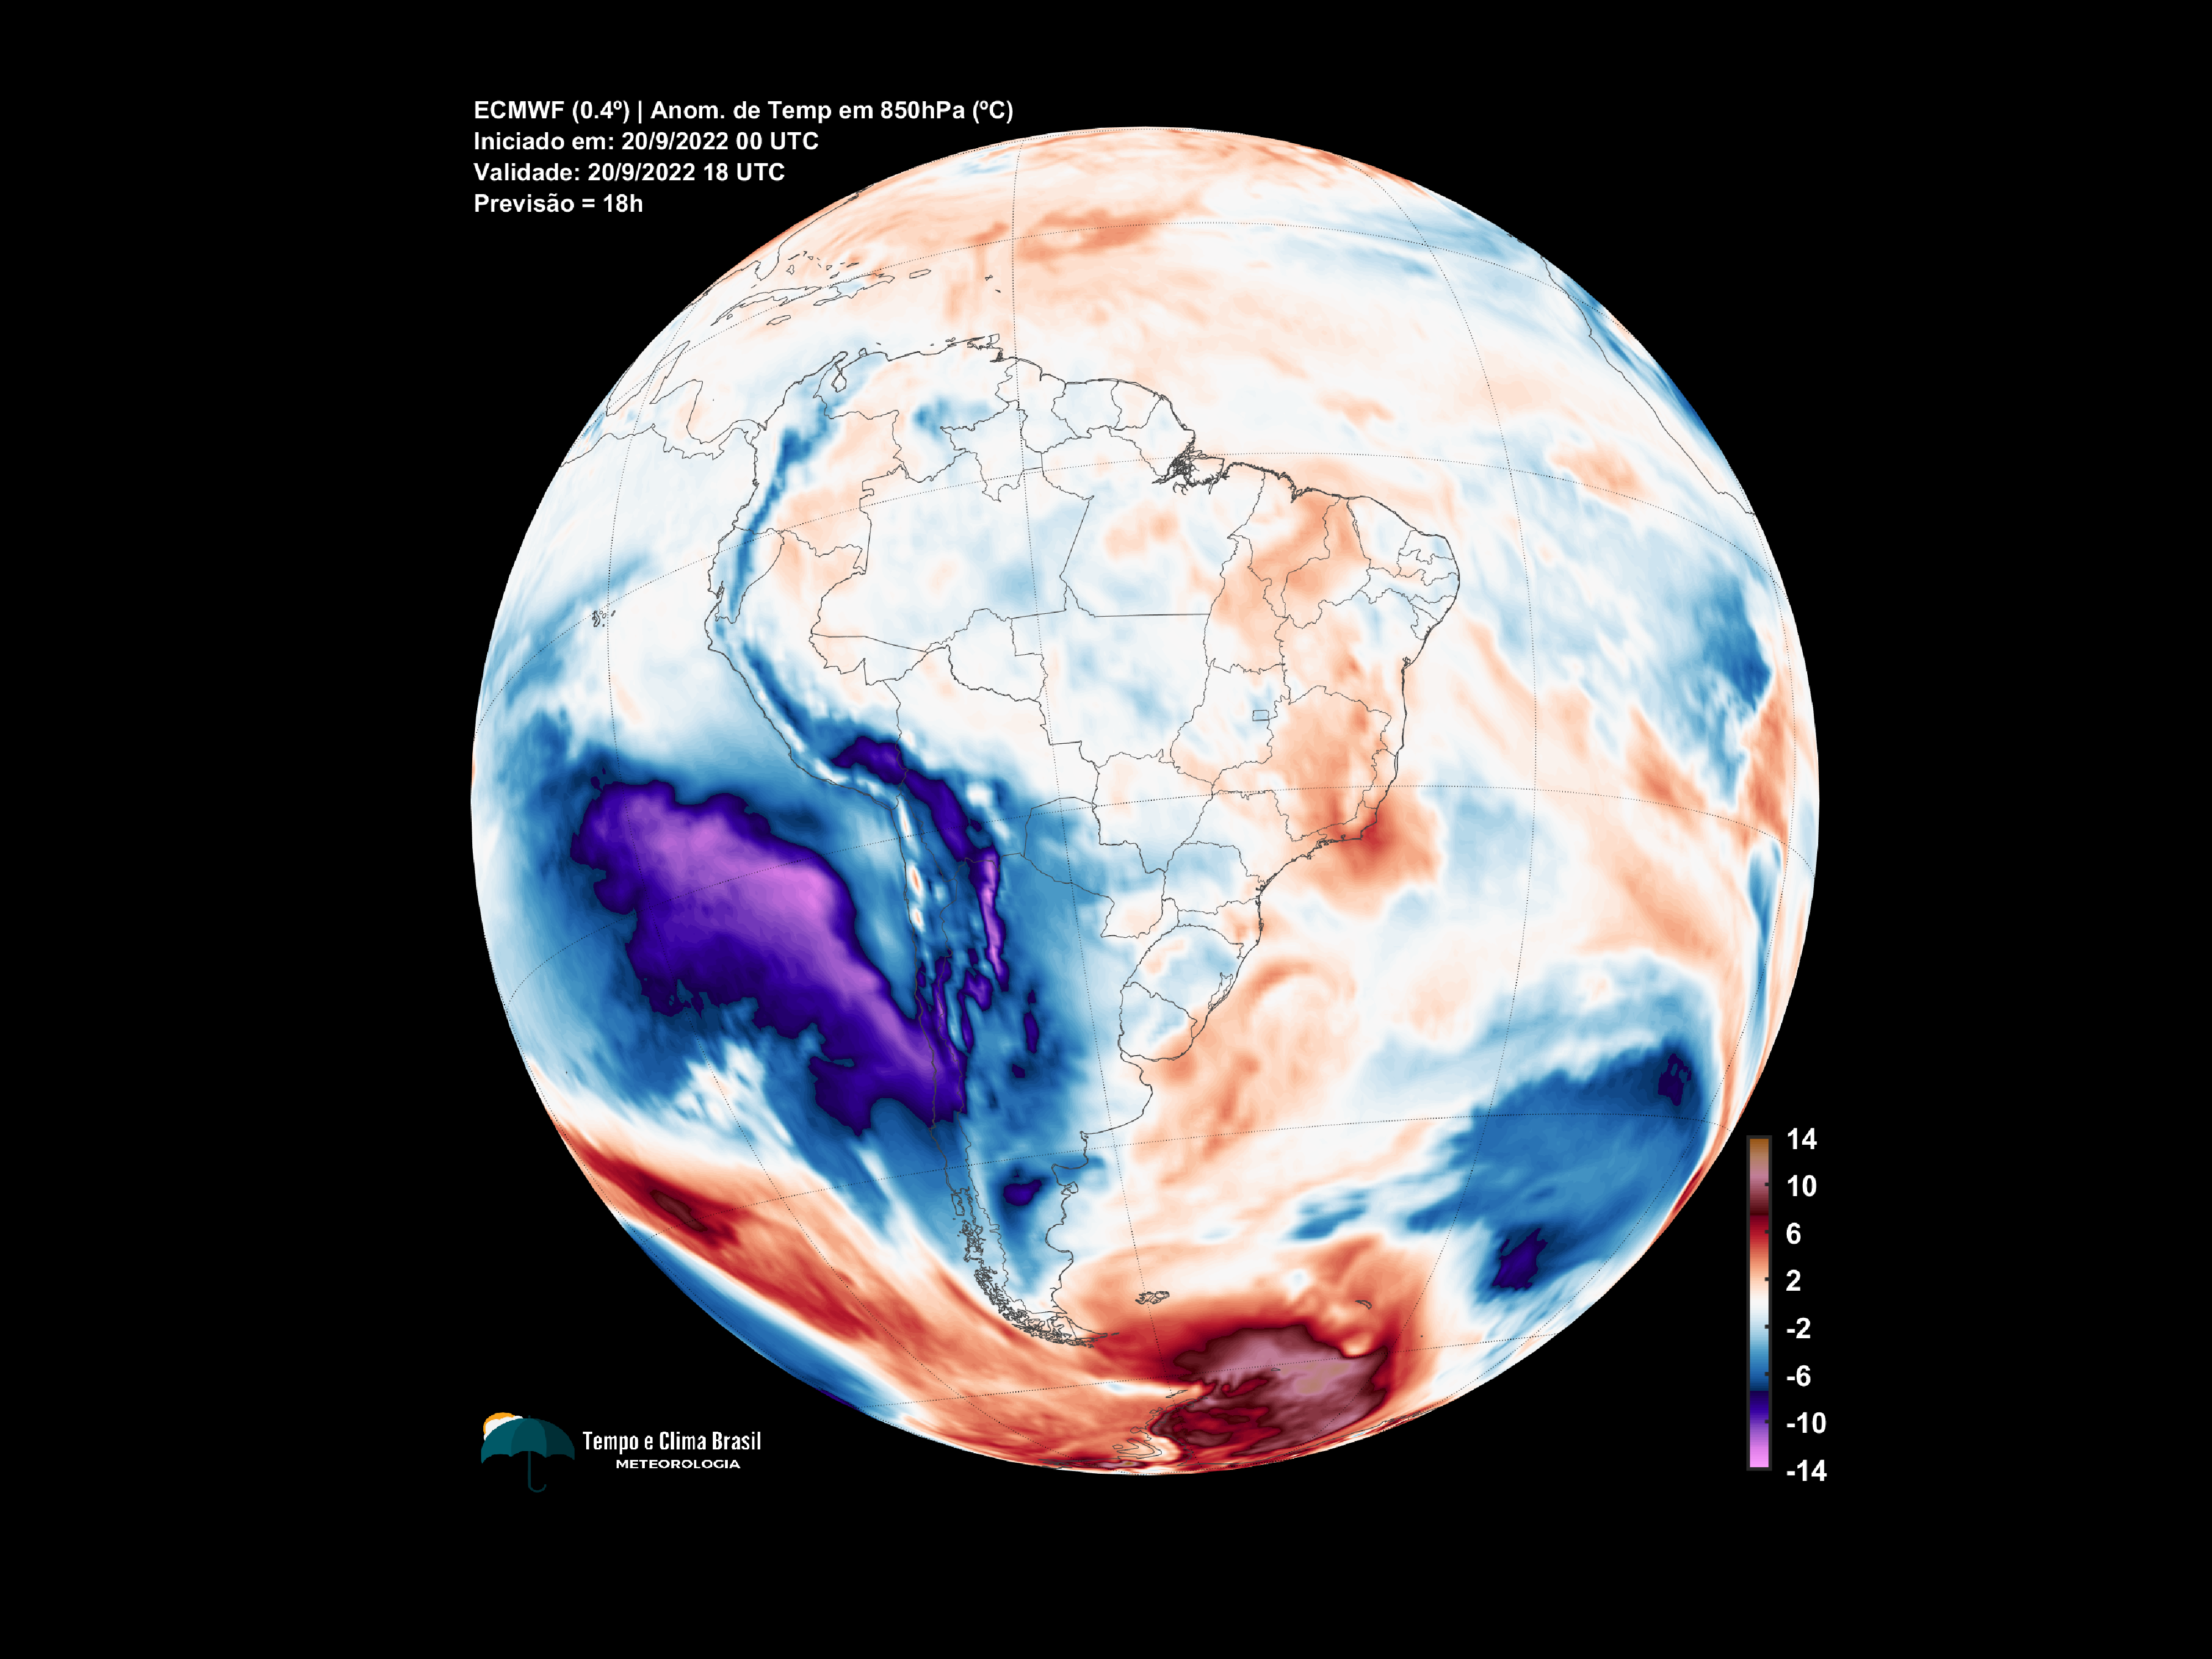 ECMWF (0.4º) | Anom. de Temp em 850hPa (ºC)
Iniciado em: 20/9/2022 00 UTC
Validade: 20/9/2022 18 UTC
Previsão = 18h
14
10
6
2
-2
-6
-10
-14
Tempo e Clima Brasil
METEOROLOGIA